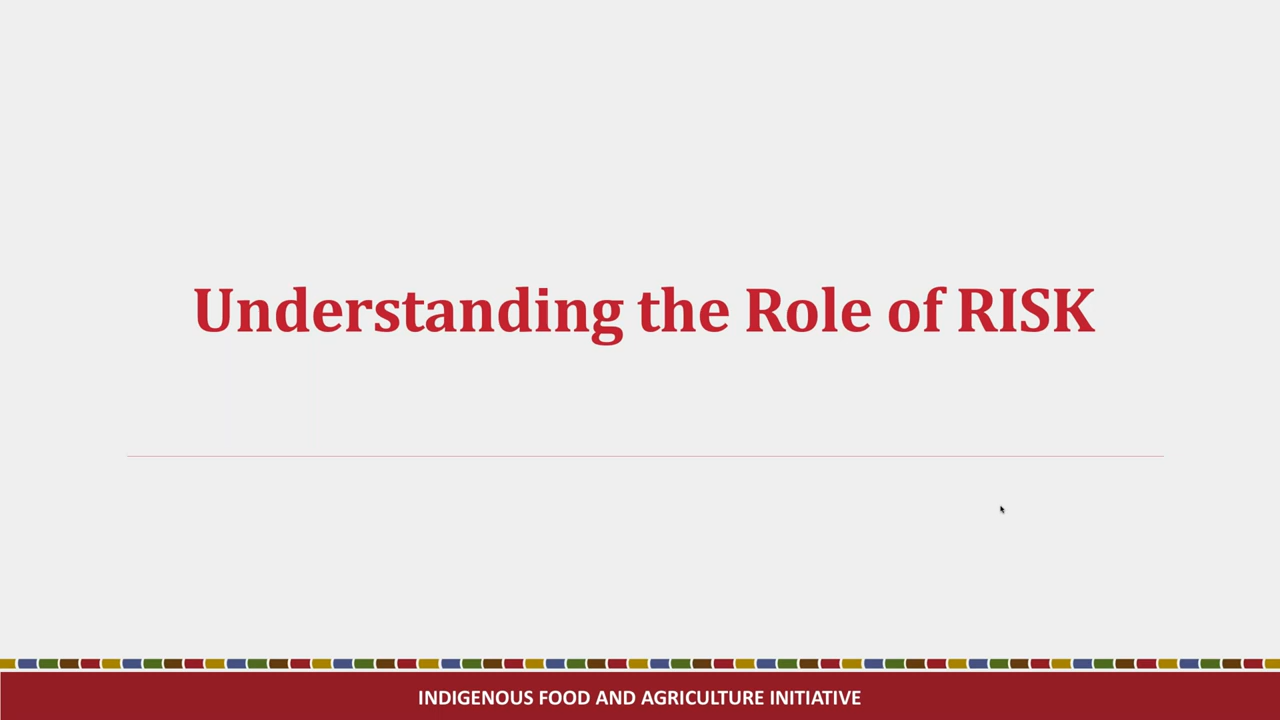 Understanding the Role of RISK
INDIGENOUS FOOD AND AGRICULTURE INITIATIVE